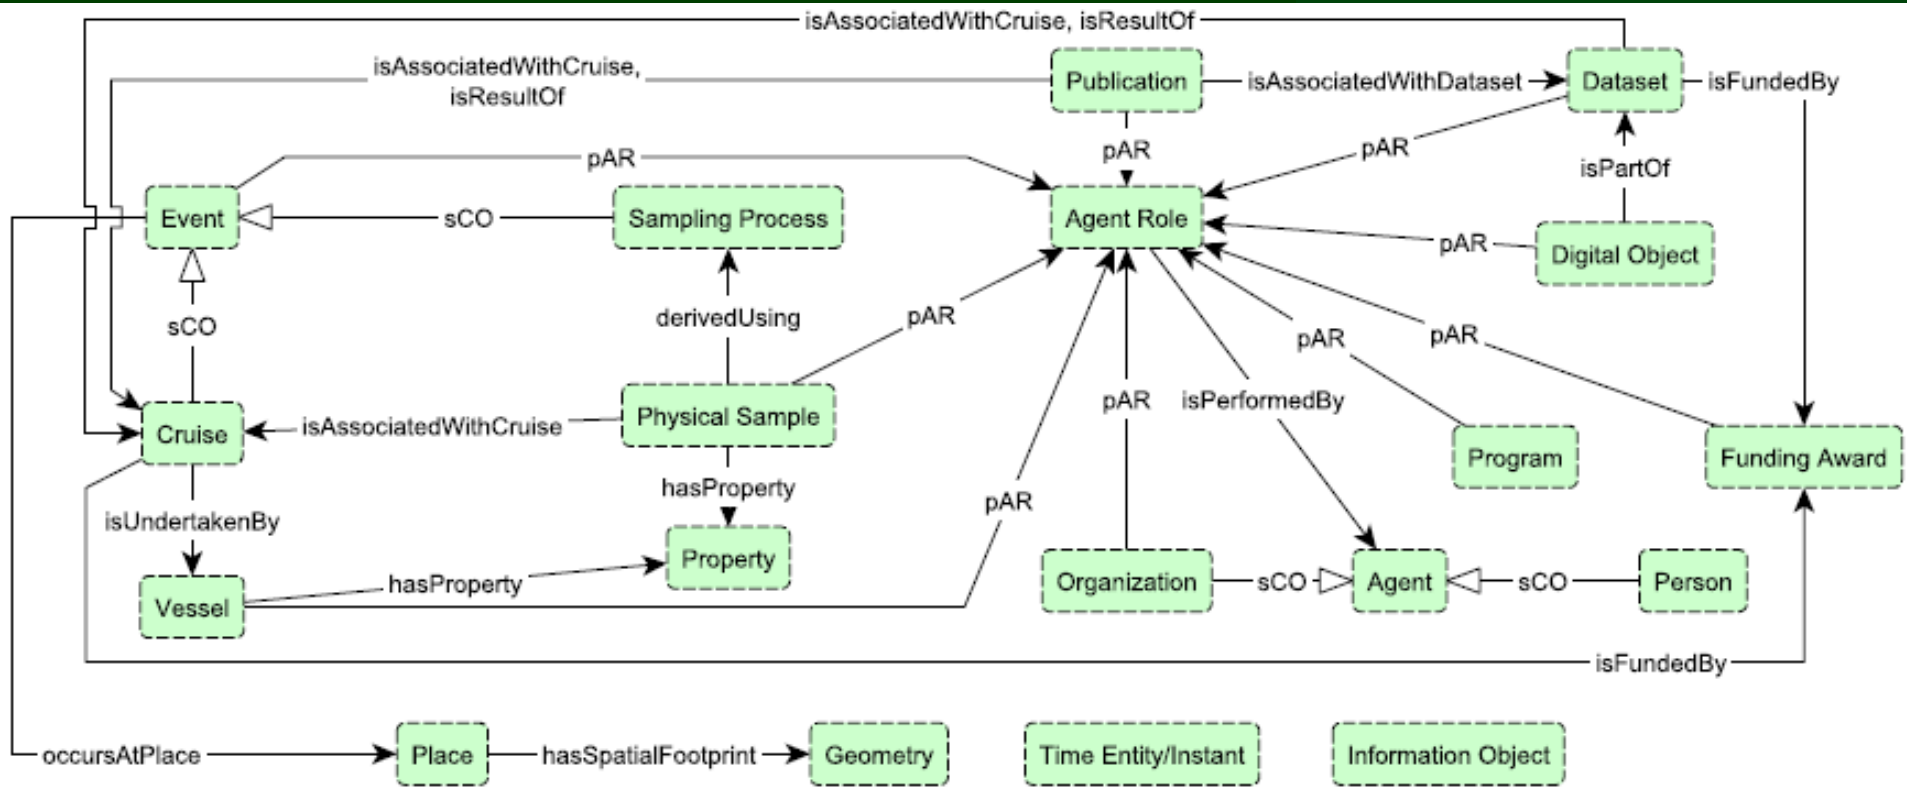 isAssociatedWithCruise, isResultOf
isAssociatedWithCruise,
isResultOf
Publication
isAssociatedWithDataset
Dataset
isFundedBy
pAR
pAR
pAR
isPartOf
Event
sCO
Sampling Process
Agent Role
pAR
Digital Object
sCO
derivedUsing
pAR
pAR
pAR
Cruise
isAssociatedWithCruise
Physical Sample
pAR
isPerformedBy
Program
Funding Award
hasProperty
pAR
isUndertakenBy
Property
hasProperty
Vessel
Organization
sCO
Agent
sCO
Person
isFundedBy
occursAtPlace
Place
hasSpatialFootprint
Geometry
Time Entity/Instant
Information Object